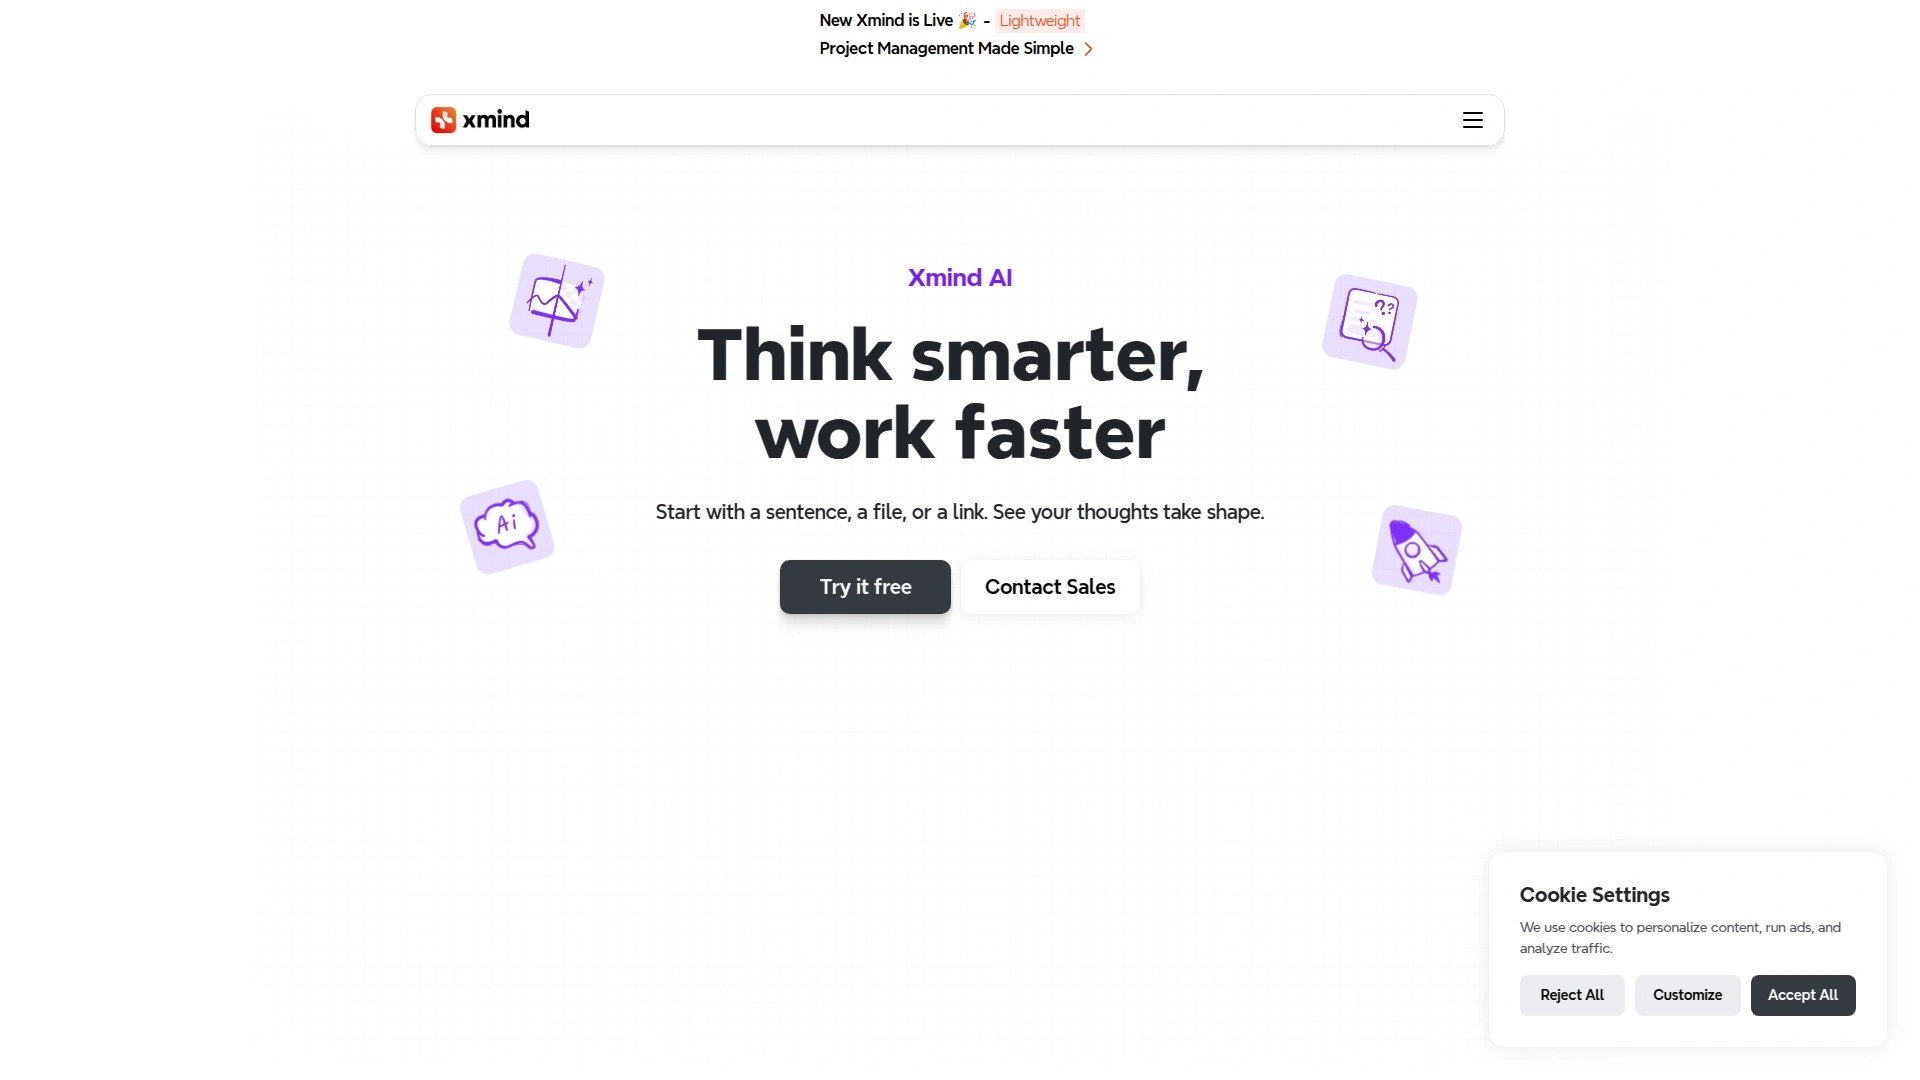 New Xmind is Live 🎉 - Lightweight
Project Management Made Simple
xmind
Xmind AI
Think smarter,
work faster
Start with a sentence, a file, or a link. See your thoughts take shape.
Try it free
Contact Sales
??
Ai
Cookie Settings
We use cookies to personalize content, run ads, and
analyze traffic.
Reject All
Customize
Accept All